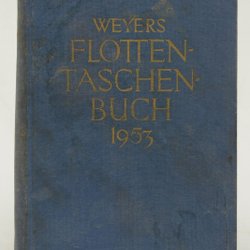 WEYERS
FLOTTEN-
TASCHEN-
BUCH
1953